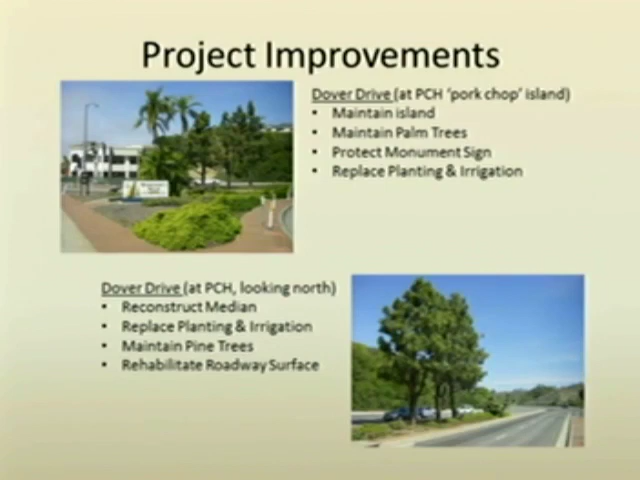 Project Improvements
Dover Drive (at PCH ‘pork chop’ island)
• Maintain island
• Maintain Palm Trees
• Protect Monument Sign
• Replace Planting & Irrigation
Dover Drive (at PCH, looking north)
• Reconstruct Median
• Replace Planting & Irrigation
• Maintain Pine Trees
• Rehabilitate Roadway Surface